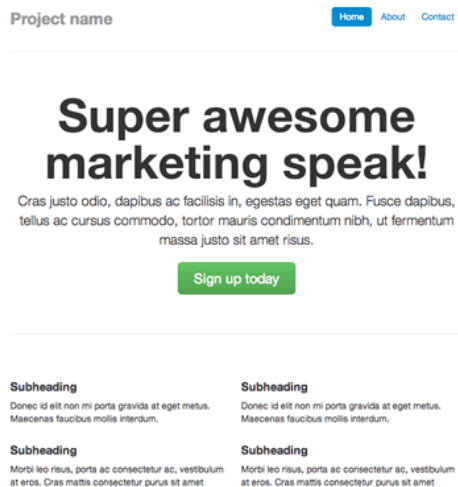 Project name
Home About Contact
Super awesome
marketing speak!
Cras justo odio, dapibus ac facilisis in, egestas eget quam. Fusce dapibus,
tellus ac cursus commodo, tortor mauris condimentum nibh, ut fermentum
massa justo sit amet risus.
Sign up today
Subheading
Donec id elit non mi porta gravida at eget metus.
Maecenas faucibus mollis interdum.
Subheading
Morbi leo risus, porta ac consectetur ac, vestibulum
at eros. Cras mattis consectetur purus sit amet
Subheading
Donec id elit non mi porta gravida at eget metus.
Maecenas faucibus mollis interdum.
Subheading
Morbi leo risus, porta ac consectetur ac, vestibulum
at eros. Cras mattis consectetur purus sit amet